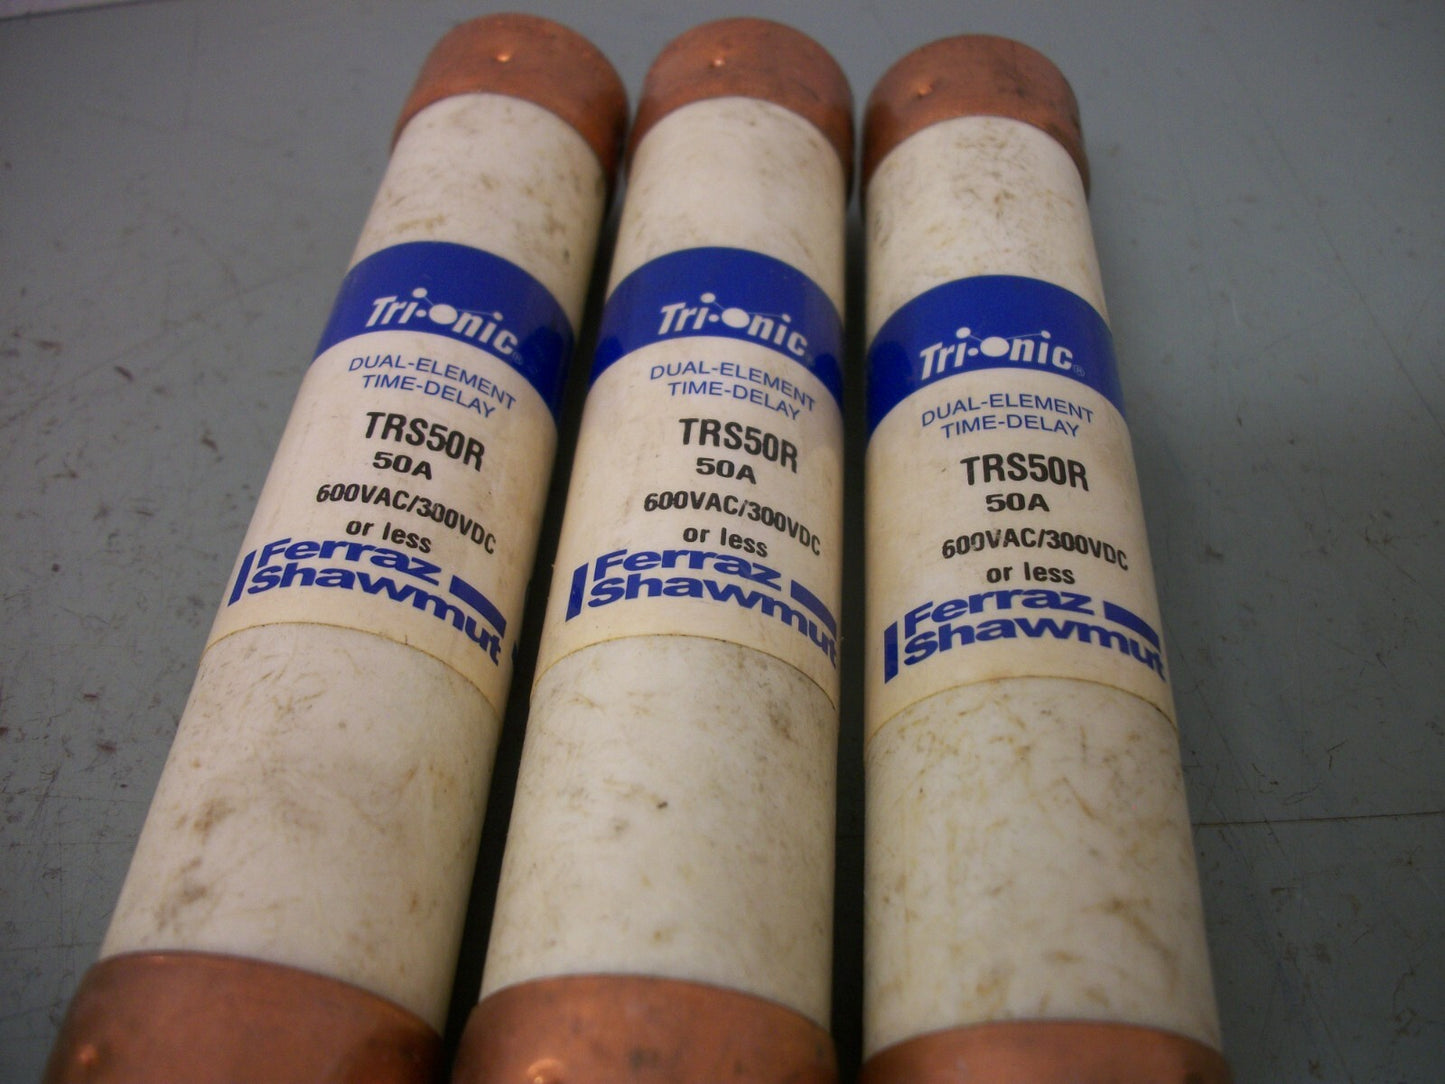 Tri-onic®
DUAL-ELEMENT
TIME-DELAY
TRS50R
50A
600VAC/300VDC
or less
Ferraz
Shawmut
Tri-onic
DUAL-ELEMENT
TIME-DELAY
TRS50R
50A
600VAC/300VDC
or less
Ferraz
Shawmut
Tri-onic®
DUAL-ELEMENT
TIME-DELAY
TRS50R
50A
600VAC/300VDC
or less
Ferraz
Shawmut